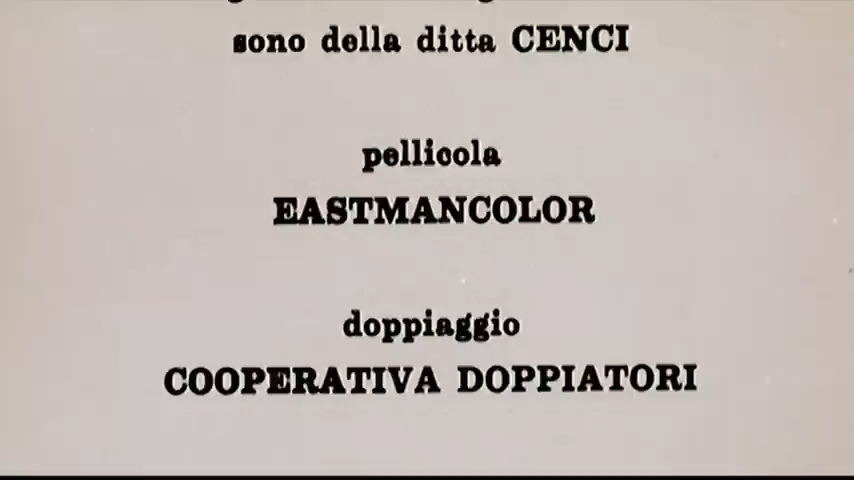 sono della ditta CENCI
pellicola
EASTMANCOLOR
doppiaggio
COOPERATIVA DOPPIATORI